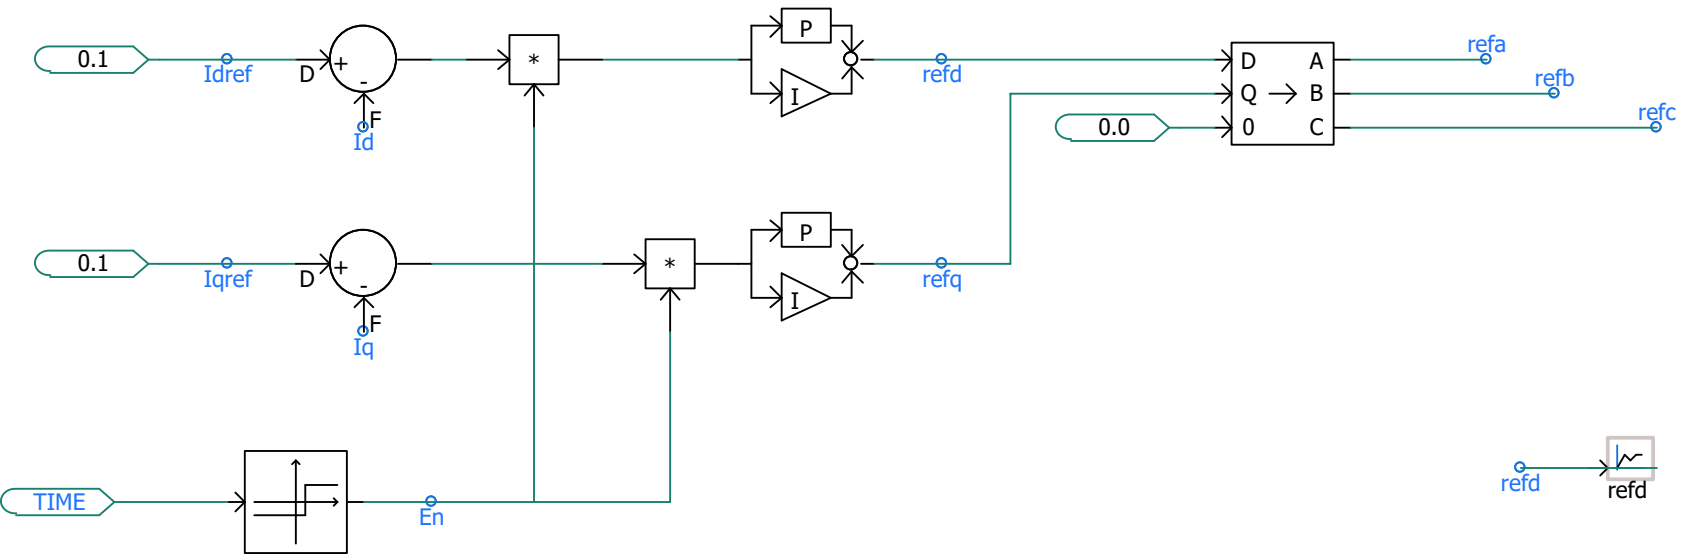 0.1
Idref
D
+
-
F
Id
*
P
I
refd
D
Q
0
A
B
C
refa
refb
refc
0.0
0.1
Iqref
D
+
-
F
Iq
*
P
I
refq
TIME
En
refd
refd